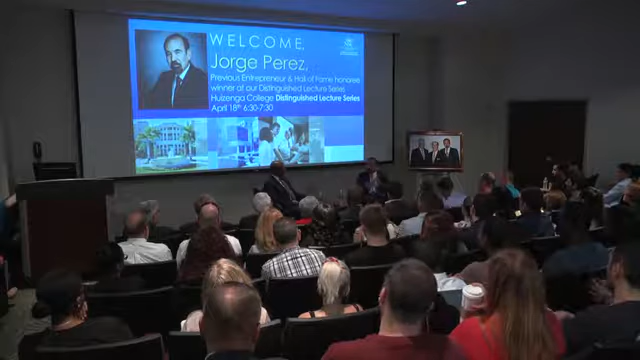 WELCOME,
Jorge Perez,
Previous Entrepreneur & Hall of Fame honoree
winner at our Distinguished Lecture Series
Huizenga College Distinguished Lecture Series
April 18th 6:30-7:30